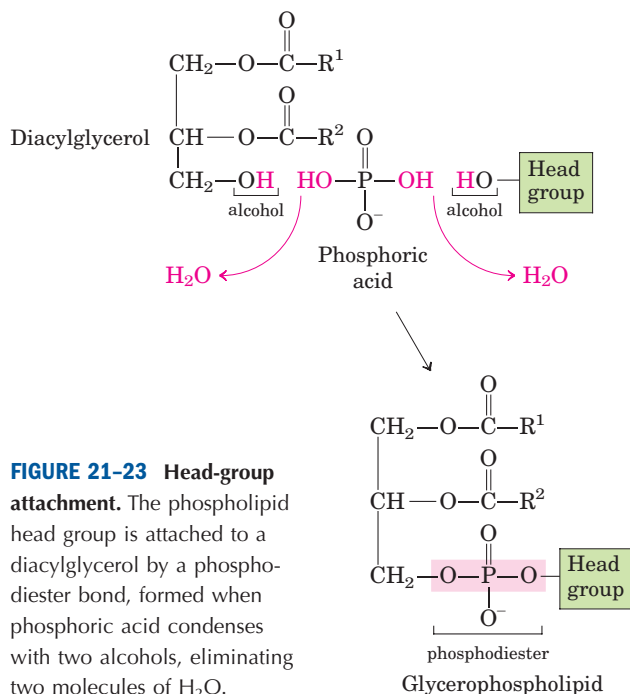 O
CH₂—O—C—R¹
O
Diacylglycerol CH—O—C—R² O
CH₂—OH HO—P—OH HO— Head group
alcohol O⁻ alcohol
H₂O Phosphoric acid H₂O
O
CH₂—O—C—R¹
O
CH—O—C—R²
O
CH₂—O—P—O— Head group
O⁻
phosphodiester
Glycerophospholipid
FIGURE 21–23 Head-group
attachment. The phospholipid
head group is attached to a
diacylglycerol by a phospho-
diester bond, formed when
phosphoric acid condenses
with two alcohols, eliminating
two molecules of H₂O.